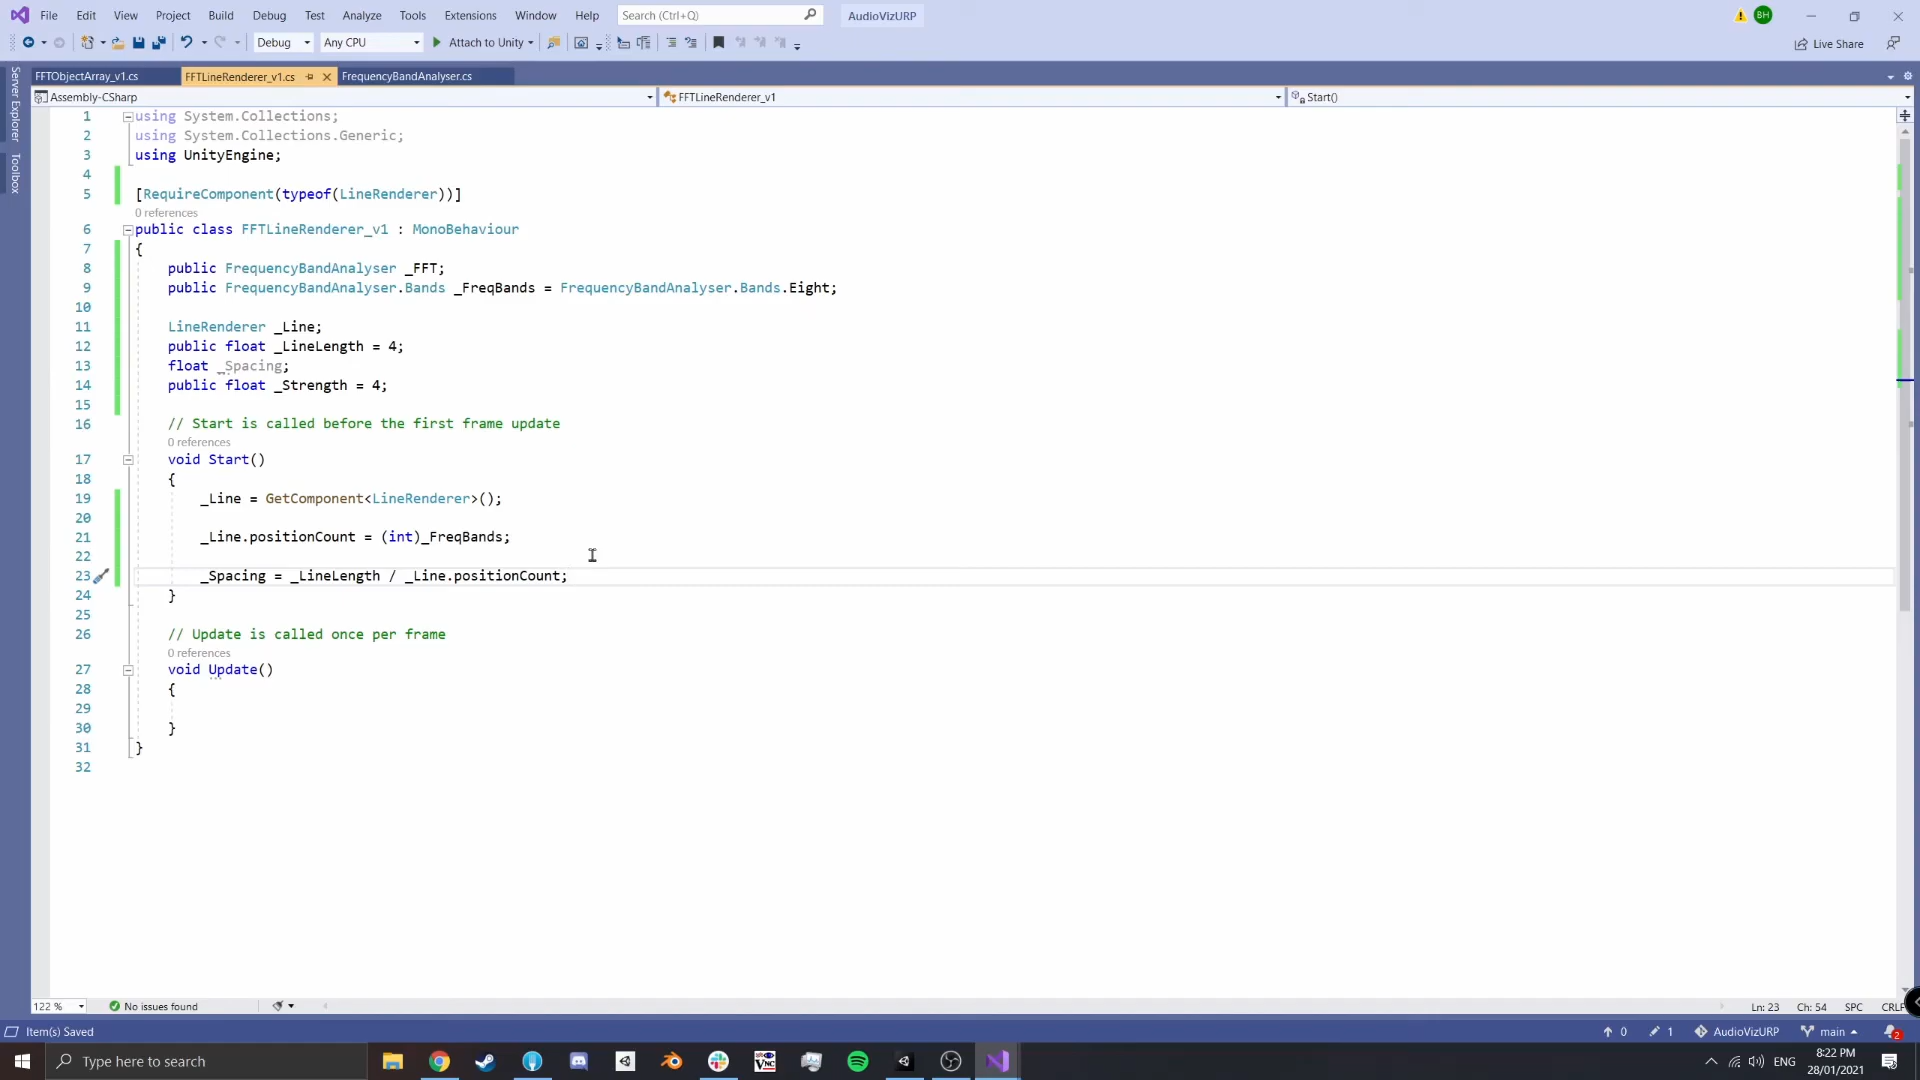 File Edit View Project Build Debug Test Analyze Tools Extensions Window Help Search (Ctrl+Q) AudioVizURP BH
Debug Any CPU Attach to Unity Live Share
Server Explorer
Toolbox
FFTObjectArray_v1.cs FFTLineRenderer_v1.cs FrequencyBandAnalyser.cs
Assembly-CSharp FFTLineRenderer_v1 Start()
1 using System.Collections;
2 using System.Collections.Generic;
3 using UnityEngine;
4
5 [RequireComponent(typeof(LineRenderer))]
0 references
6 public class FFTLineRenderer_v1 : MonoBehaviour
7 {
8 public FrequencyBandAnalyser _FFT;
9 public FrequencyBandAnalyser.Bands _FreqBands = FrequencyBandAnalyser.Bands.Eight;
10
11 LineRenderer _Line;
12 public float _LineLength = 4;
13 float _Spacing;
14 public float _Strength = 4;
15
16 // Start is called before the first frame update
0 references
17 void Start()
18 {
19 _Line = GetComponent<LineRenderer>();
20
21 _Line.positionCount = (int)_FreqBands;
22
23 _Spacing = _LineLength / _Line.positionCount;
24 }
25
26 // Update is called once per frame
0 references
27 void Update()
28 {
29
30 }
31 }
32
122 % No issues found Ln: 23 Ch: 54 SPC CRLF
Item(s) Saved 0 1 AudioVizURP main 2
Type here to search ENG 8:22 PM
28/01/2021